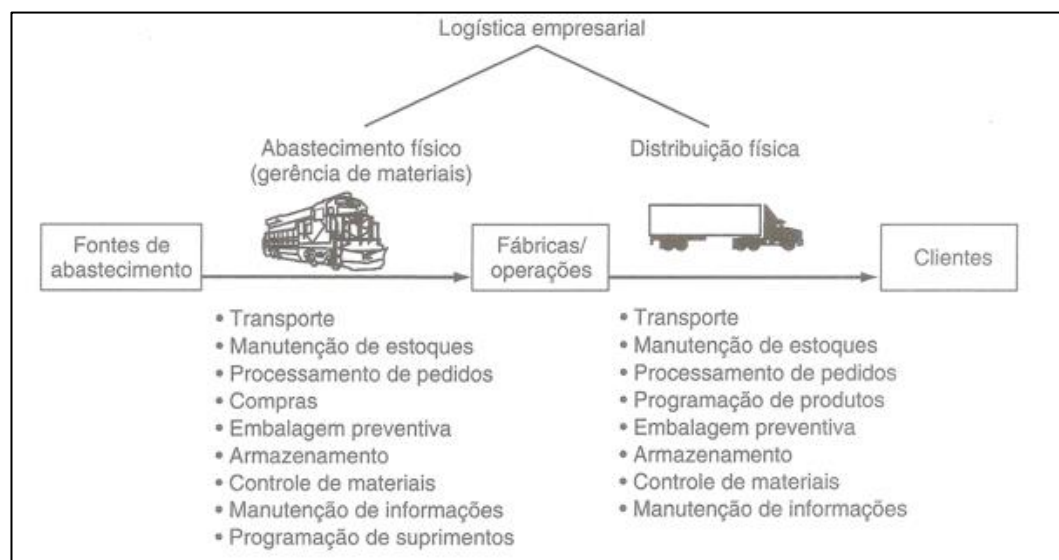 Logística empresarial
Abastecimento físico
(gerência de materiais)
Distribuição física
Fontes de
abastecimento
Fábricas/
operações
Clientes
• Transporte
• Manutenção de estoques
• Processamento de pedidos
• Compras
• Embalagem preventiva
• Armazenamento
• Controle de materiais
• Manutenção de informações
• Programação de suprimentos
• Transporte
• Manutenção de estoques
• Processamento de pedidos
• Programação de produtos
• Embalagem preventiva
• Armazenamento
• Controle de materiais
• Manutenção de informações